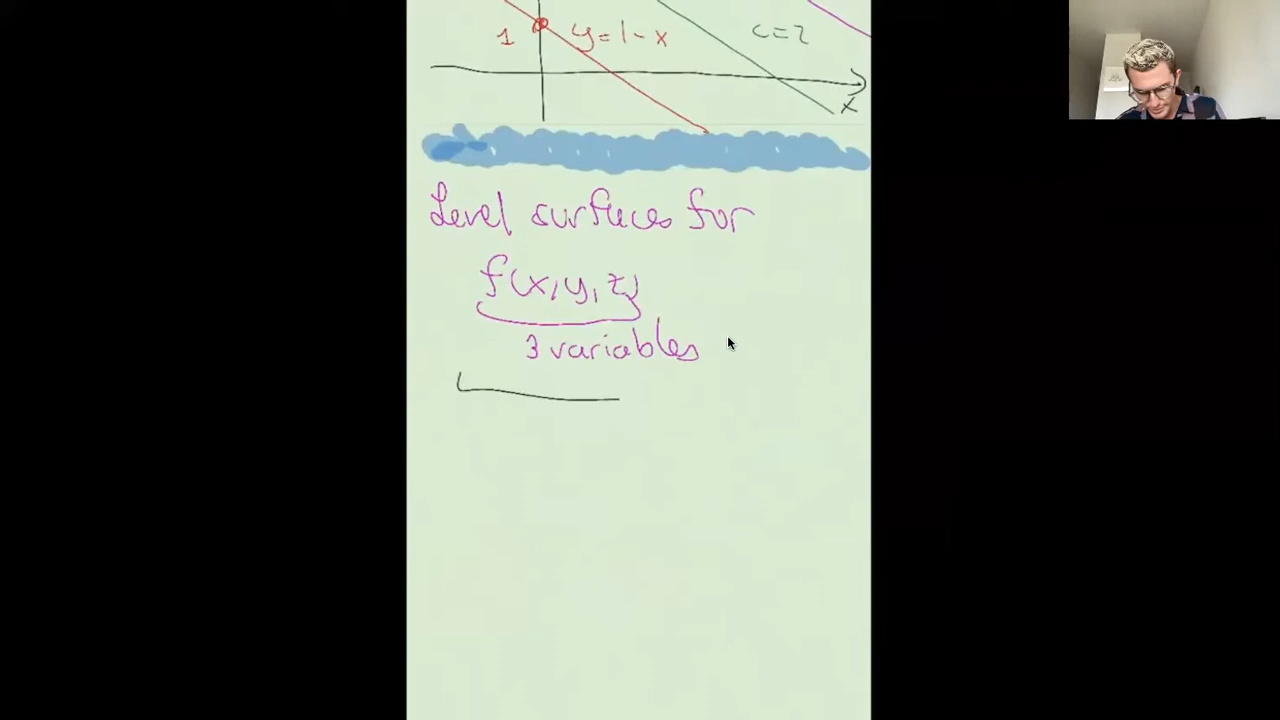 1 y=1-x c=2
x
Level surfaces for
f(x,y,z)
3 variables